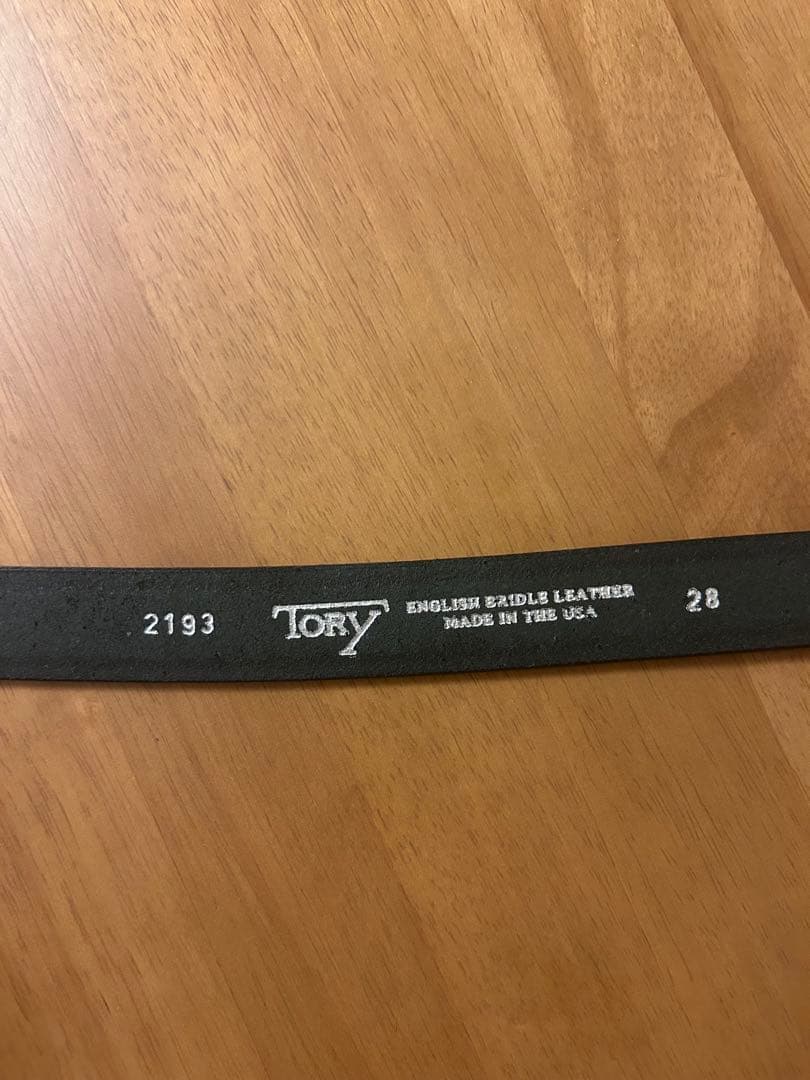 2193
TORY
ENGLISH BRIDLE LEATHER
MADE IN THE USA
28